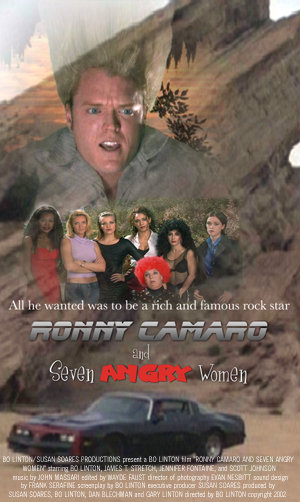 All he wanted was to be a rich and famous rock star
RONNY CAMARO
and
Seven ANGRY Women
BO LINTON/SUSAN SOARES PRODUCTIONS present a BO LINTON film "RONNY CAMARO AND SEVEN ANGRY
WOMEN" starring BO LINTON, JAMES T. STRETCH, JENNIFER FONTAINE, and SCOTT JOHNSON
music by JOHN MASSARI edited by WAYDE FAUST director of photography EVAN NESBITT sound design
by FRANK SERAFINE screenplay by BO LINTON executive producer SUSAN SOARES produced by
SUSAN SOARES, BO LINTON, DAN BLECHMAN and GARY LINTON directed by BO LINTON copyright 2002